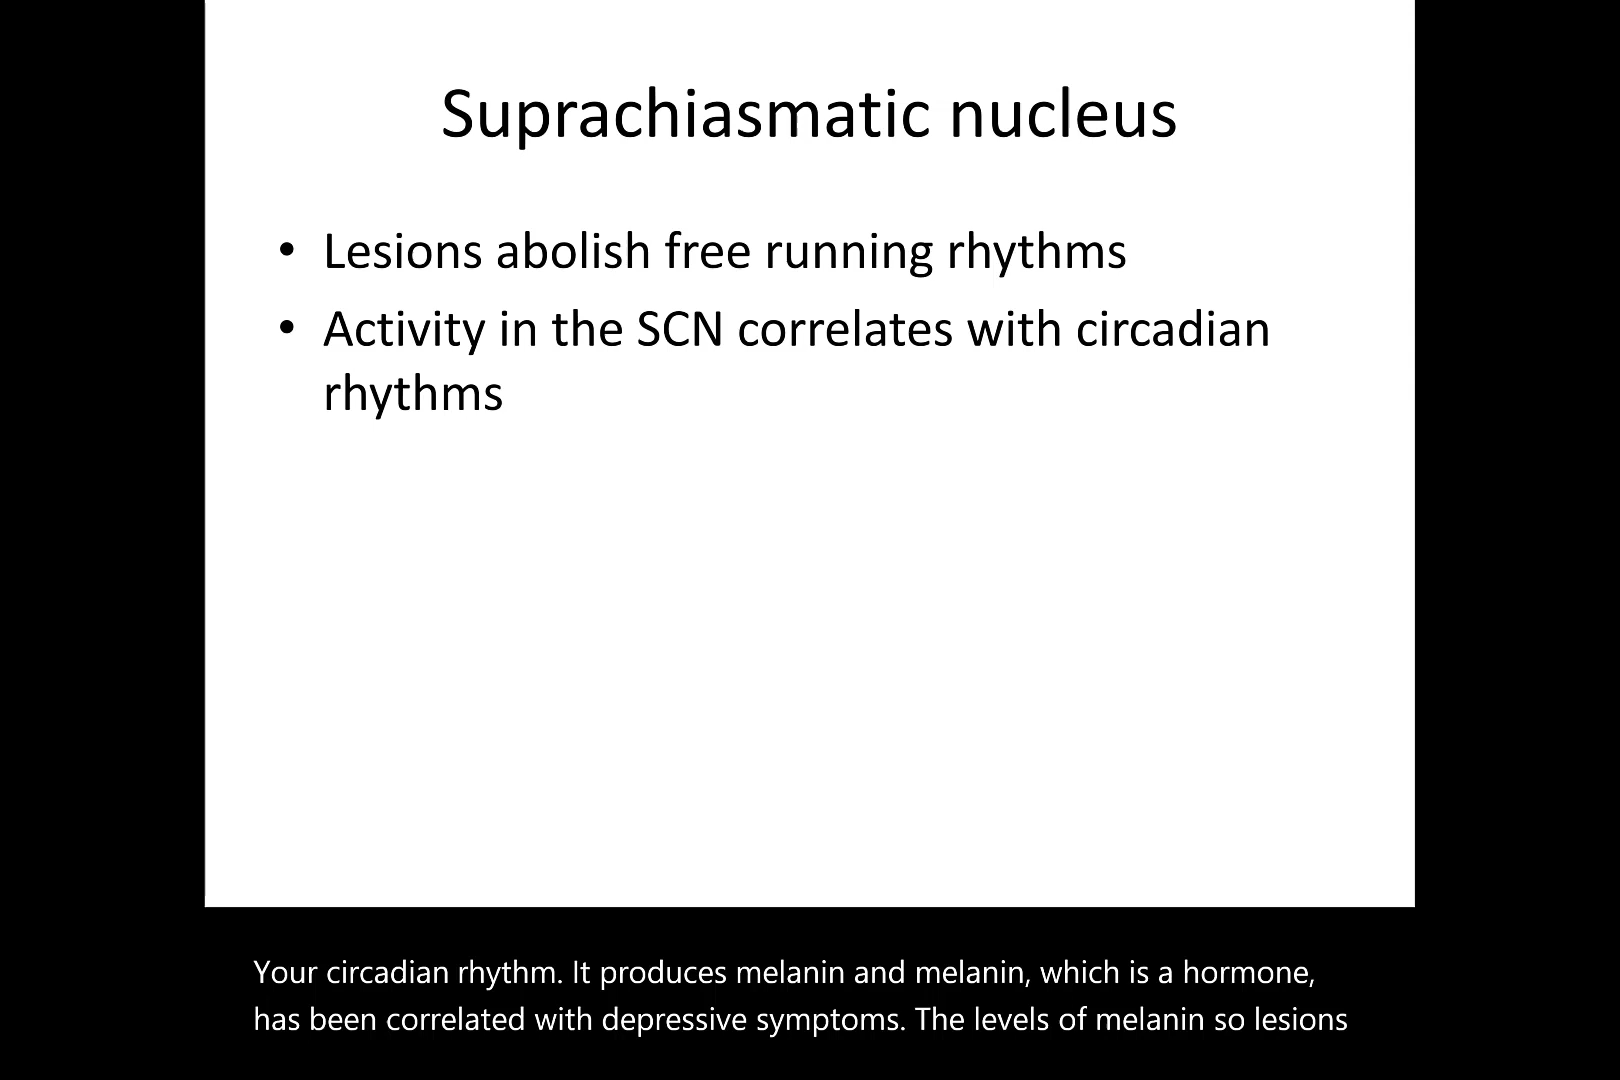 Suprachiasmatic nucleus
• Lesions abolish free running rhythms
• Activity in the SCN correlates with circadian
rhythms
Your circadian rhythm. It produces melanin and melanin, which is a hormone,
has been correlated with depressive symptoms. The levels of melanin so lesions